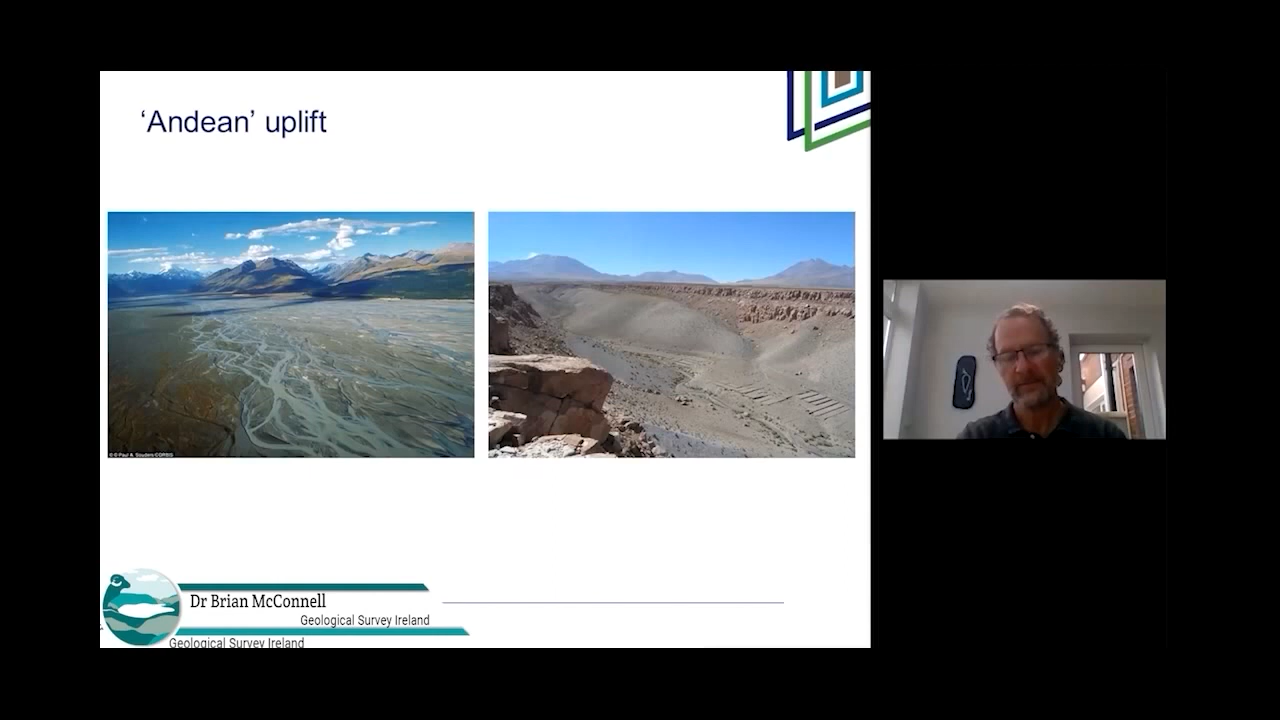 ‘Andean’ uplift
© Paul A. Souders/CORBIS
Dr Brian McConnell
Geological Survey Ireland
Geological Survey Ireland